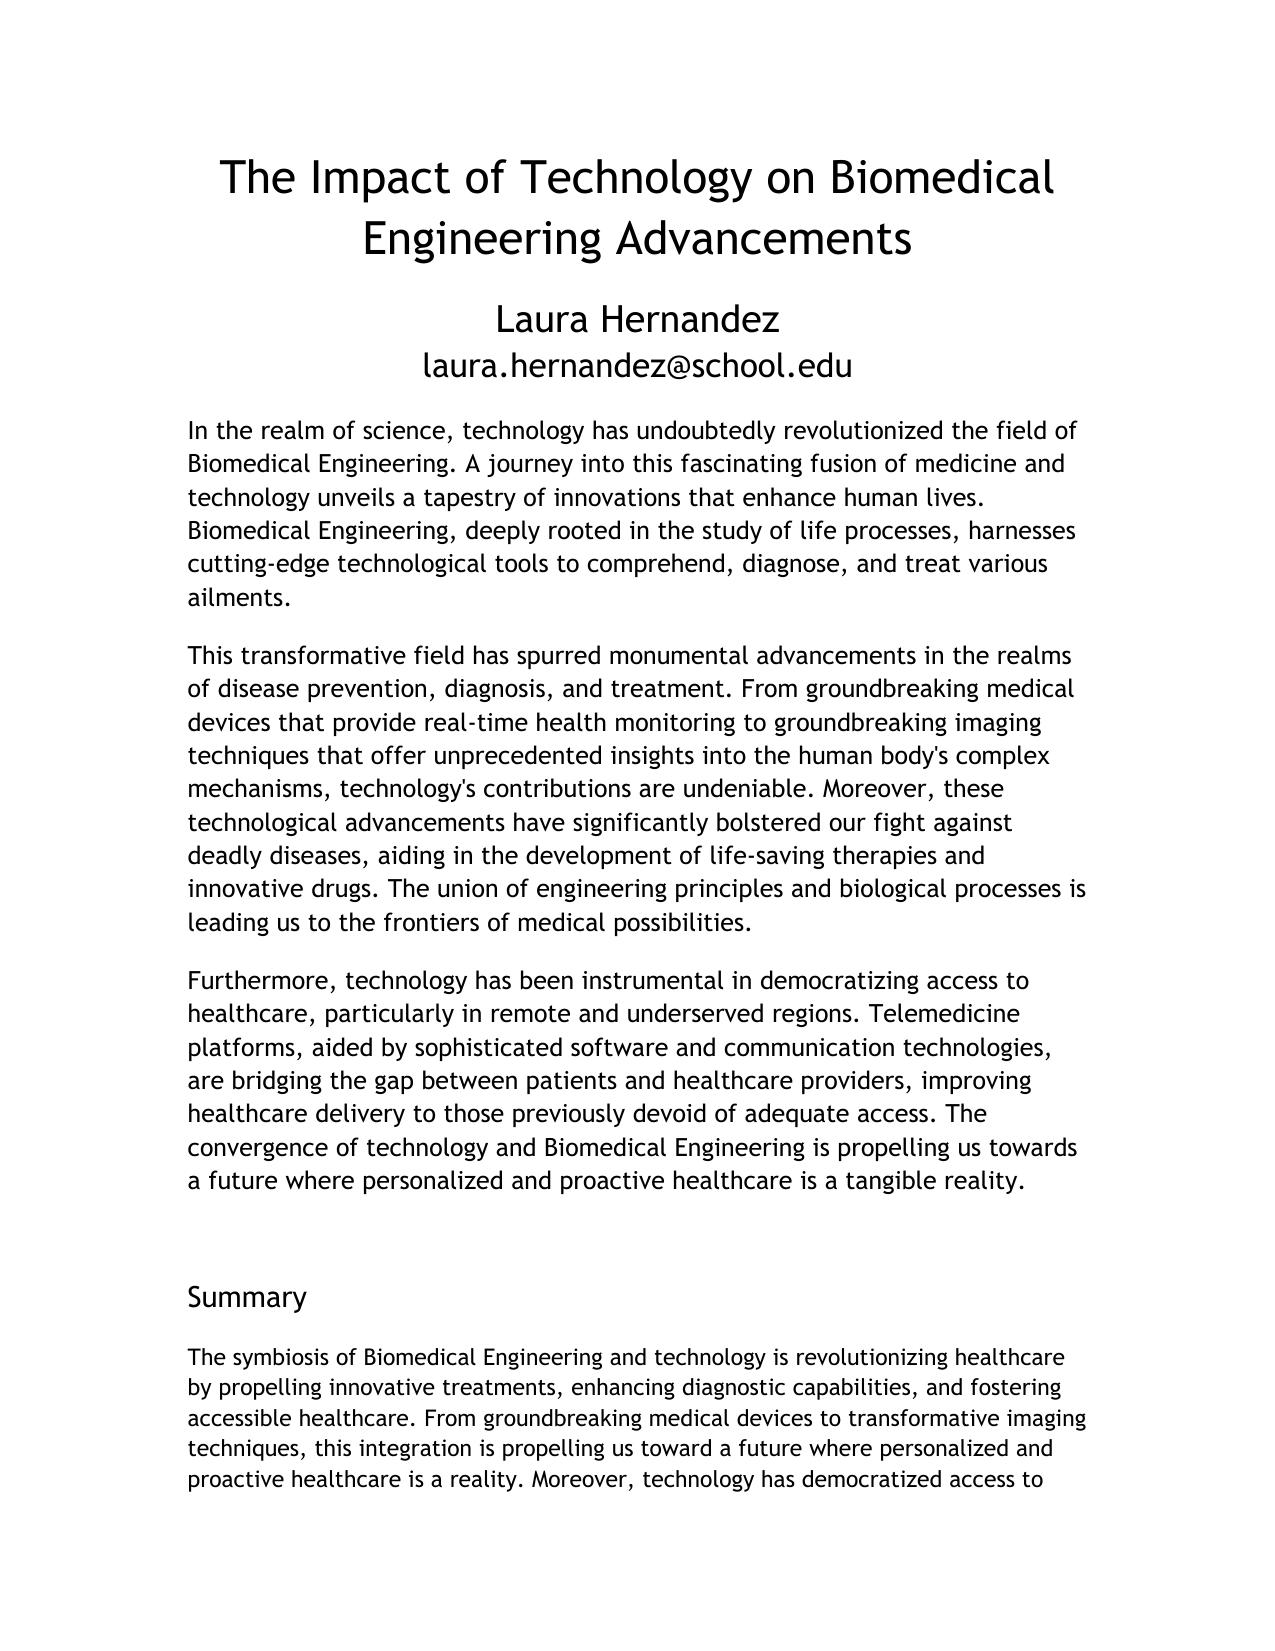 The Impact of Technology on Biomedical
Engineering Advancements
Laura Hernandez
laura.hernandez@school.edu
In the realm of science, technology has undoubtedly revolutionized the field of
Biomedical Engineering. A journey into this fascinating fusion of medicine and
technology unveils a tapestry of innovations that enhance human lives.
Biomedical Engineering, deeply rooted in the study of life processes, harnesses
cutting-edge technological tools to comprehend, diagnose, and treat various
ailments.
This transformative field has spurred monumental advancements in the realms
of disease prevention, diagnosis, and treatment. From groundbreaking medical
devices that provide real-time health monitoring to groundbreaking imaging
techniques that offer unprecedented insights into the human body's complex
mechanisms, technology's contributions are undeniable. Moreover, these
technological advancements have significantly bolstered our fight against
deadly diseases, aiding in the development of life-saving therapies and
innovative drugs. The union of engineering principles and biological processes is
leading us to the frontiers of medical possibilities.
Furthermore, technology has been instrumental in democratizing access to
healthcare, particularly in remote and underserved regions. Telemedicine
platforms, aided by sophisticated software and communication technologies,
are bridging the gap between patients and healthcare providers, improving
healthcare delivery to those previously devoid of adequate access. The
convergence of technology and Biomedical Engineering is propelling us towards
a future where personalized and proactive healthcare is a tangible reality.
Summary
The symbiosis of Biomedical Engineering and technology is revolutionizing healthcare
by propelling innovative treatments, enhancing diagnostic capabilities, and fostering
accessible healthcare. From groundbreaking medical devices to transformative imaging
techniques, this integration is propelling us toward a future where personalized and
proactive healthcare is a reality. Moreover, technology has democratized access to